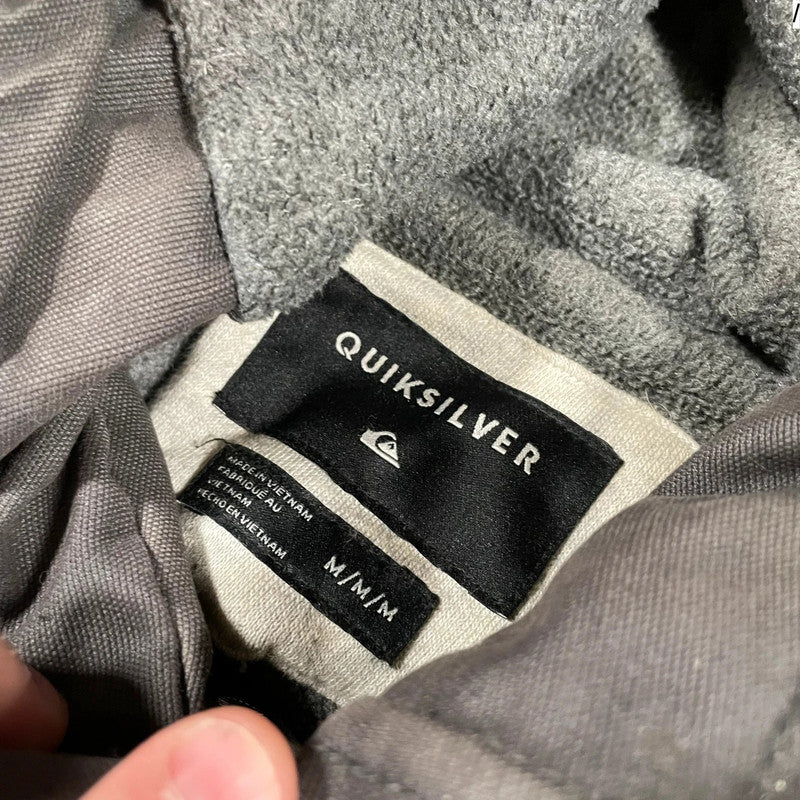 QUIKSILVER
MADE IN VIETNAM
FABRIQUÉ AU
VIETNAM
HECHO EN VIETNAM
M/M/M